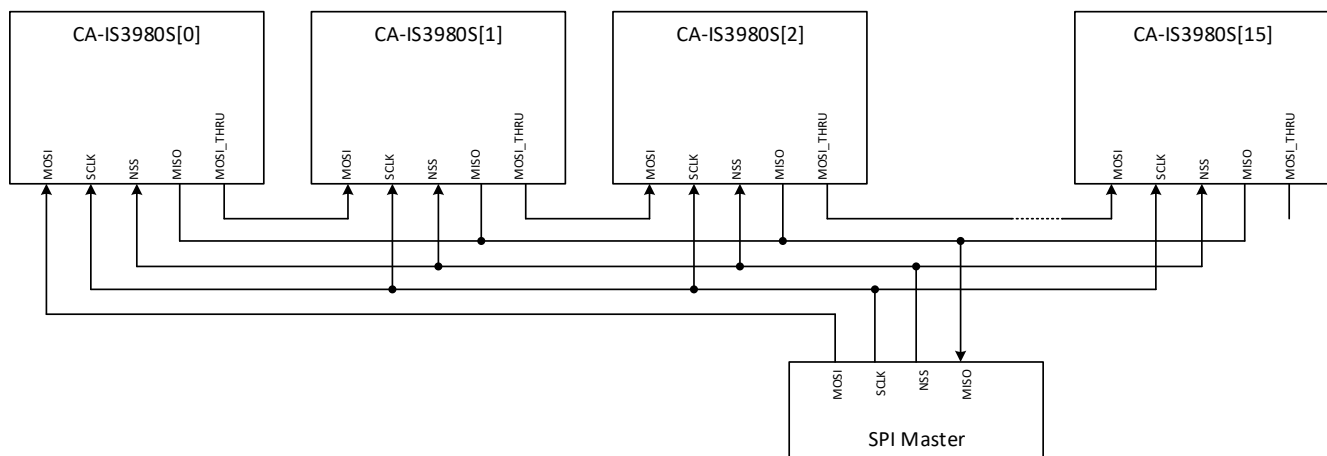 CA-IS3980S[0]
CA-IS3980S[1]
CA-IS3980S[2]
CA-IS3980S[15]
MOSI
SCLK
NSS
MISO
MOSI_THRU
MOSI
SCLK
NSS
MISO
MOSI_THRU
MOSI
SCLK
NSS
MISO
MOSI_THRU
MOSI
SCLK
NSS
MISO
MOSI_THRU
MOSI
SCLK
NSS
MISO
SPI Master